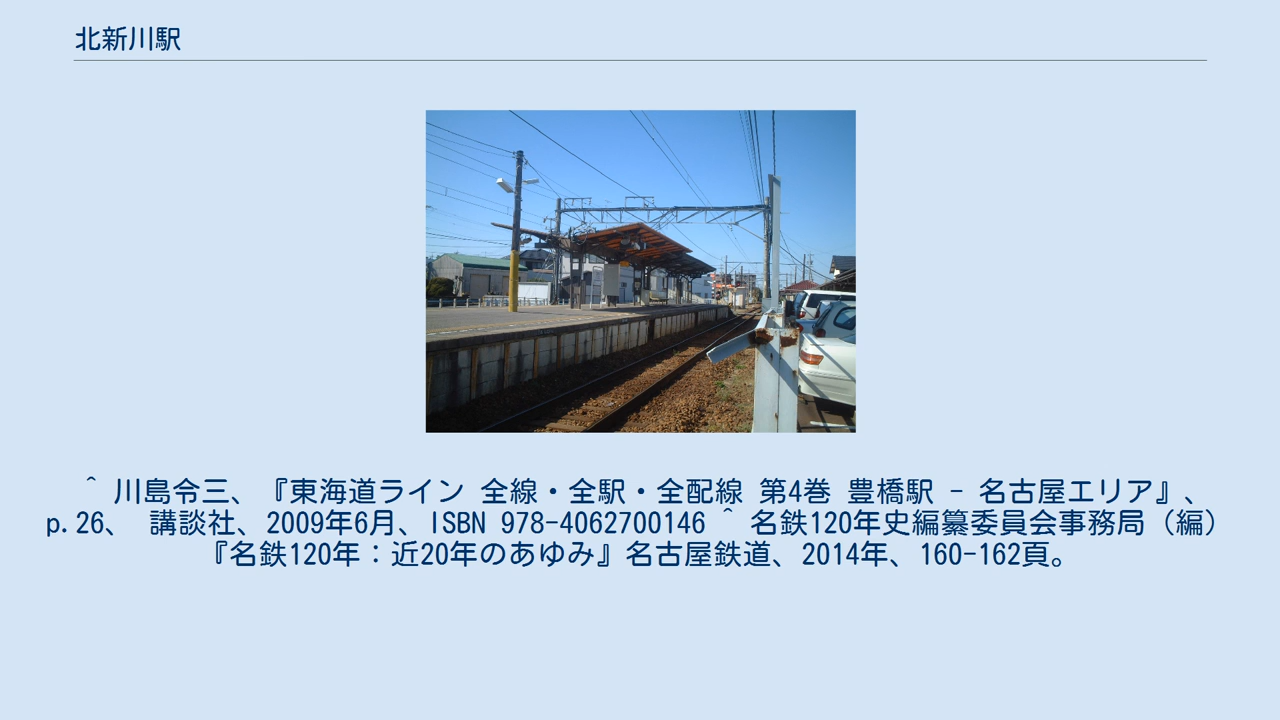 北新川駅
^ 川島令三、『東海道ライン 全線・全駅・全配線 第4巻 豊橋駅 - 名古屋エリア』、
p.26、 講談社、2009年6月、ISBN 978-4062700146 ^ 名鉄120年史編纂委員会事務局（編）
『名鉄120年：近20年のあゆみ』名古屋鉄道、2014年、160-162頁。